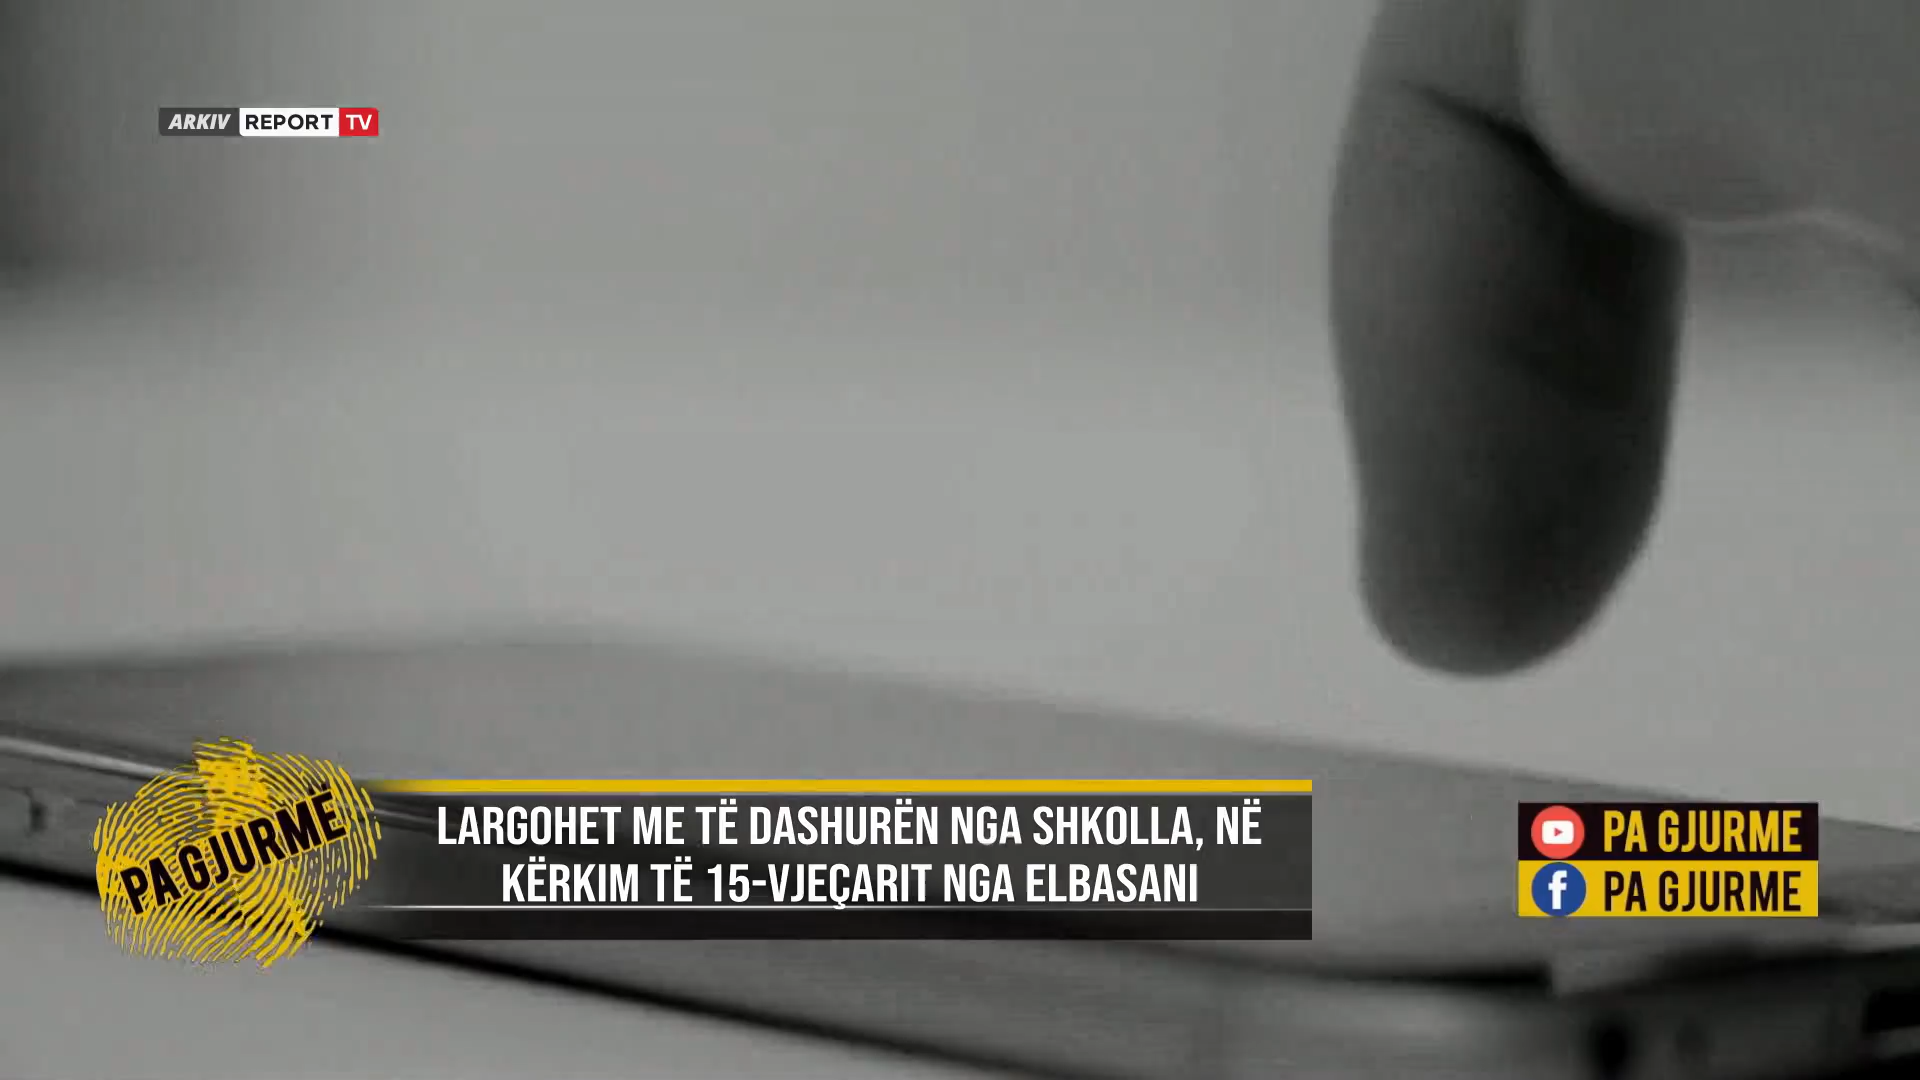 ARKIV REPORT TV
PA GJURMË
LARGOHET ME TË DASHURËN NGA SHKOLLA, NË
KËRKIM TË 15-VJEÇARIT NGA ELBASANI
PA GJURME
PA GJURME